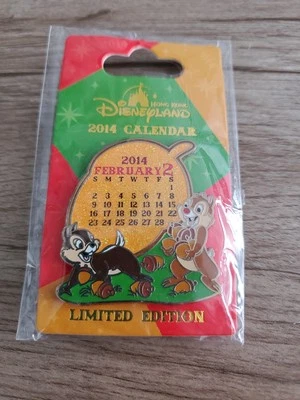 HONG KONG
DISNEYLAND
2014 CALENDAR
2014
FEBRUARY 2
S M T W T F S
1
2 3 4 5 6 7 8
9 10 11 12 13 14 15
16 17 18 19 20 21 22
23 24 25 26 27 28
LIMITED EDITION